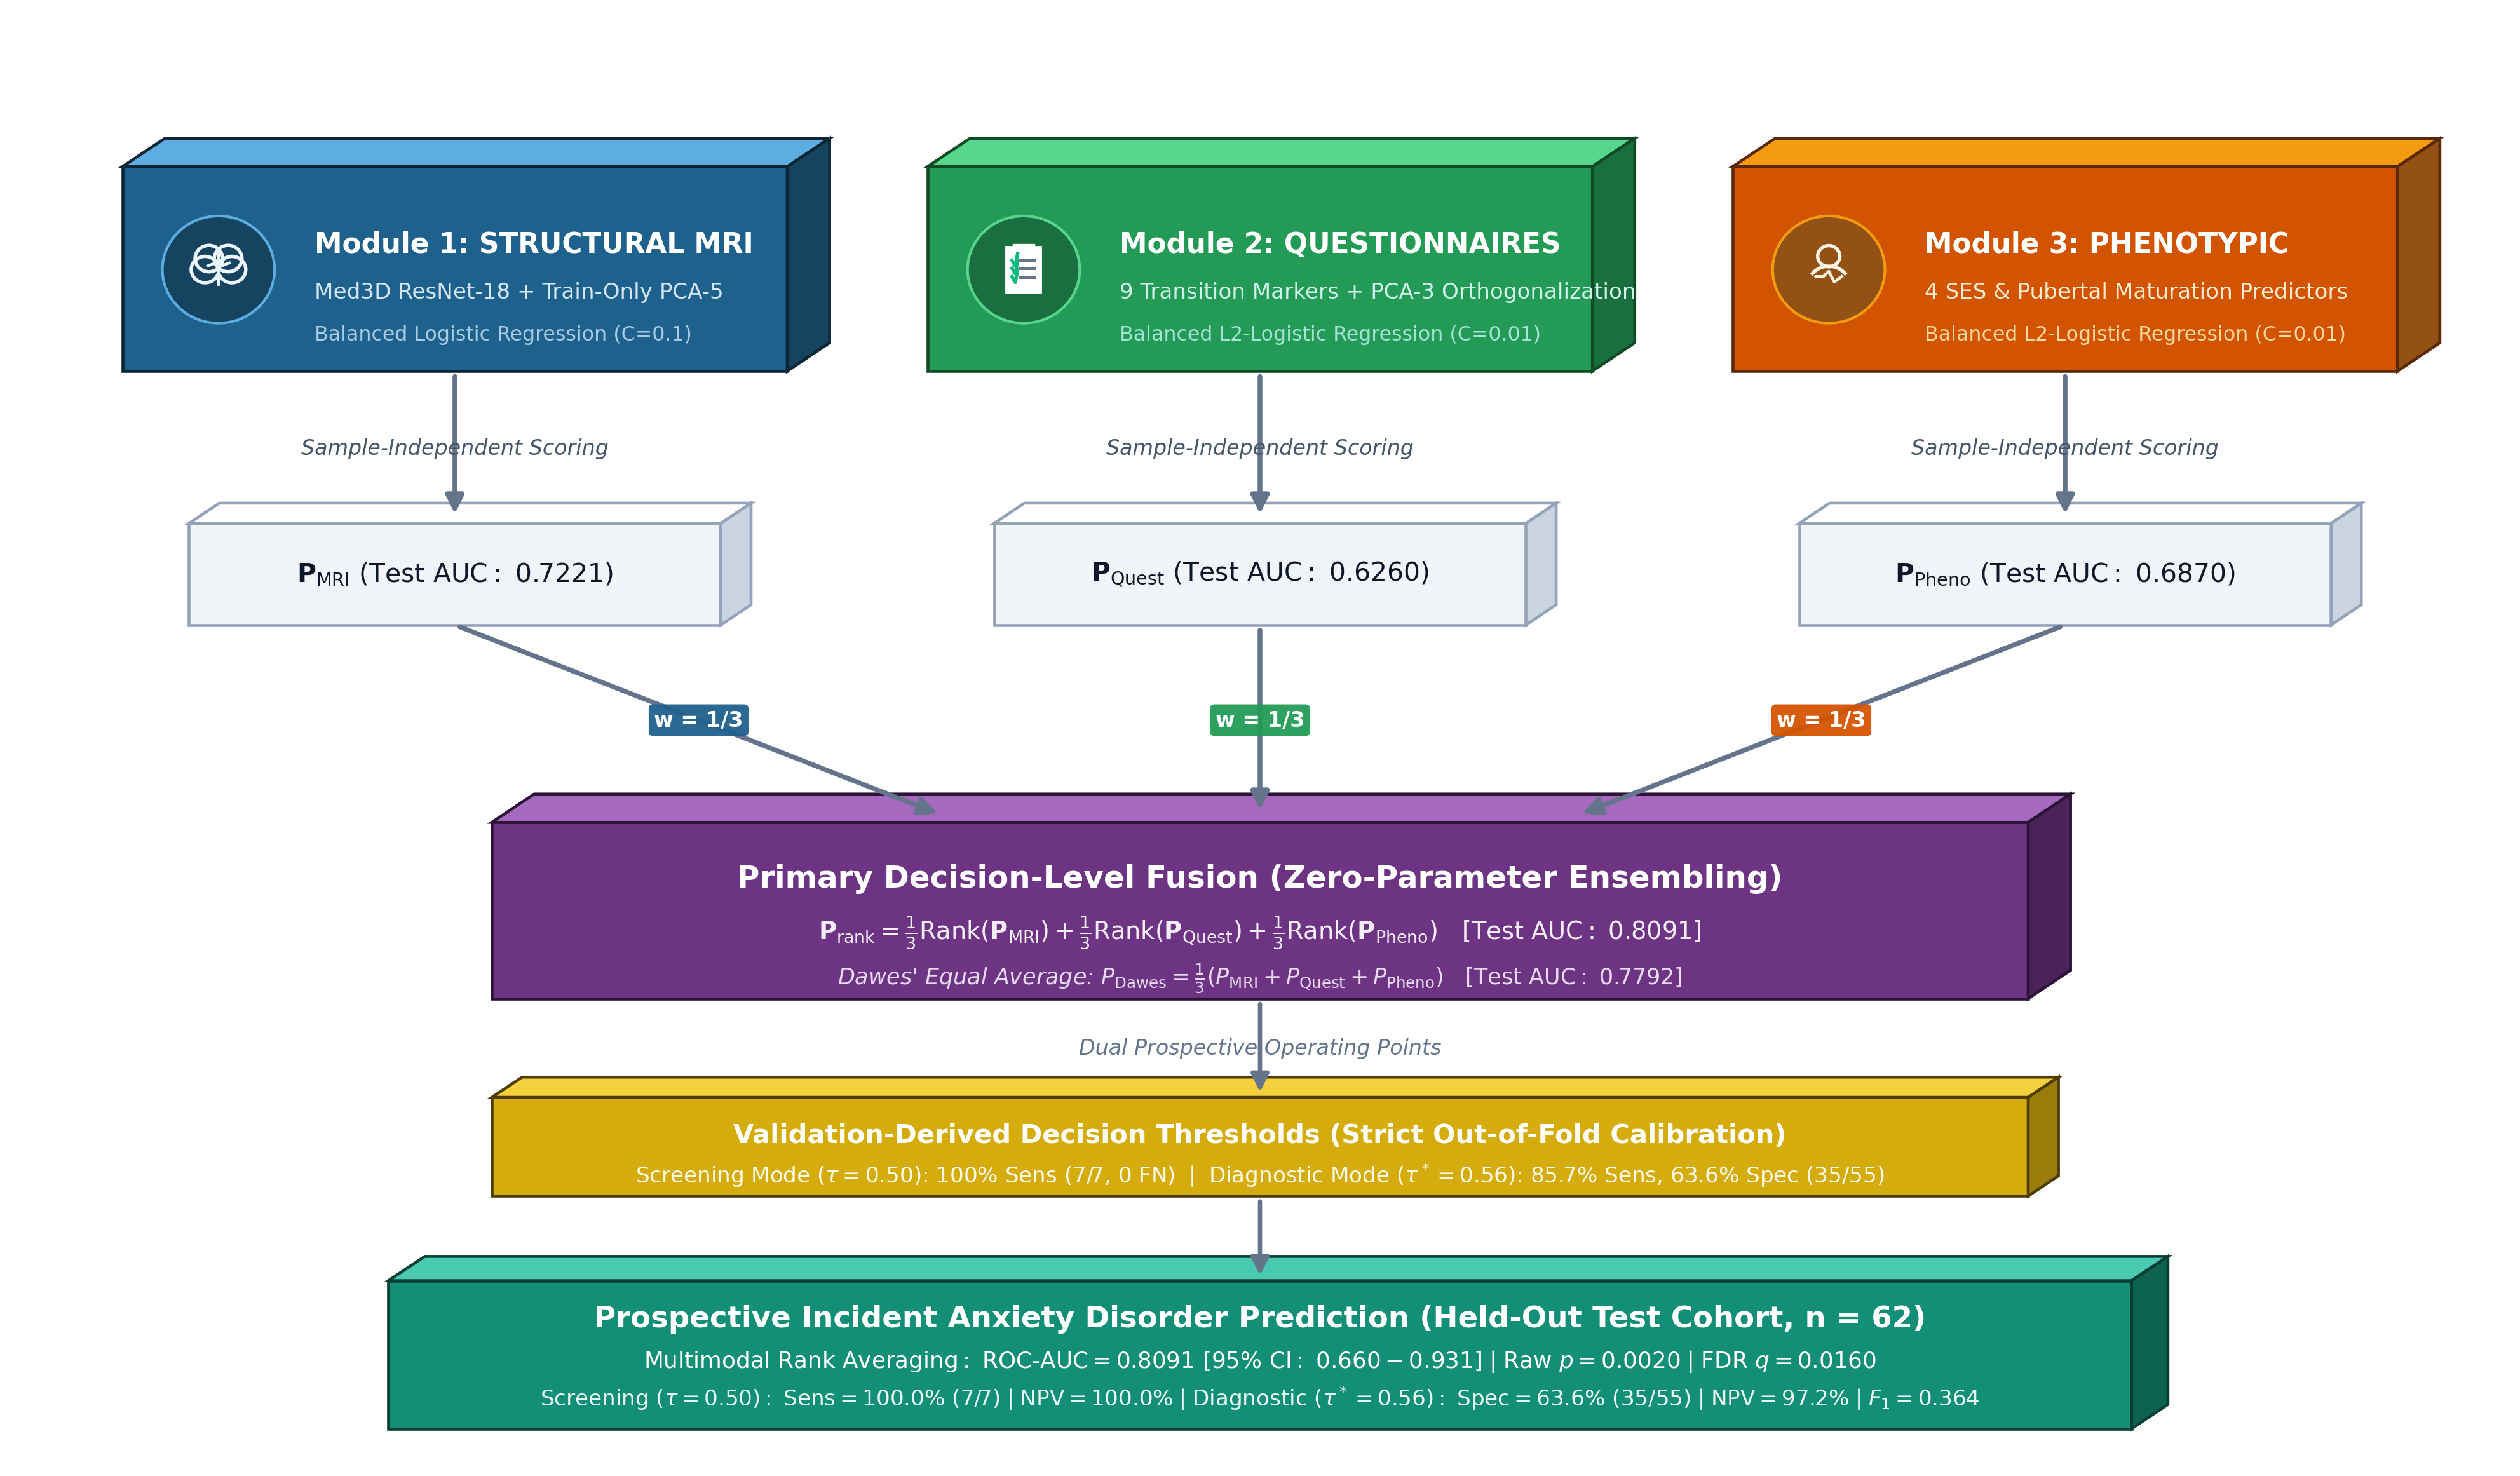 Module 1: STRUCTURAL MRI
Med3D ResNet-18 + Train-Only PCA-5
Balanced Logistic Regression (C=0.1)
Module 2: QUESTIONNAIRES
9 Transition Markers + PCA-3 Orthogonalization
Balanced L2-Logistic Regression (C=0.01)
Module 3: PHENOTYPIC
4 SES & Pubertal Maturation Predictors
Balanced L2-Logistic Regression (C=0.01)
Sample-Independent Scoring
Sample-Independent Scoring
Sample-Independent Scoring
P_MRI (Test AUC: 0.7221)
P_Quest (Test AUC: 0.6260)
P_Pheno (Test AUC: 0.6870)
w = 1/3
w = 1/3
w = 1/3
Primary Decision-Level Fusion (Zero-Parameter Ensembling)
P_rank = 1/3 Rank(P_MRI) + 1/3 Rank(P_Quest) + 1/3 Rank(P_Pheno) [Test AUC: 0.8091]
Dawes' Equal Average: P_Dawes = 1/3 (P_MRI + P_Quest + P_Pheno) [Test AUC: 0.7792]
Dual Prospective Operating Points
Validation-Derived Decision Thresholds (Strict Out-of-Fold Calibration)
Screening Mode (τ = 0.50): 100% Sens (7/7, 0 FN) | Diagnostic Mode (τ* = 0.56): 85.7% Sens, 63.6% Spec (35/55)
Prospective Incident Anxiety Disorder Prediction (Held-Out Test Cohort, n = 62)
Multimodal Rank Averaging: ROC-AUC = 0.8091 [95% CI: 0.660 − 0.931] | Raw p = 0.0020 | FDR q = 0.0160
Screening (τ = 0.50): Sens = 100.0% (7/7) | NPV = 100.0% | Diagnostic (τ* = 0.56): Spec = 63.6% (35/55) | NPV = 97.2% | F₁ = 0.364